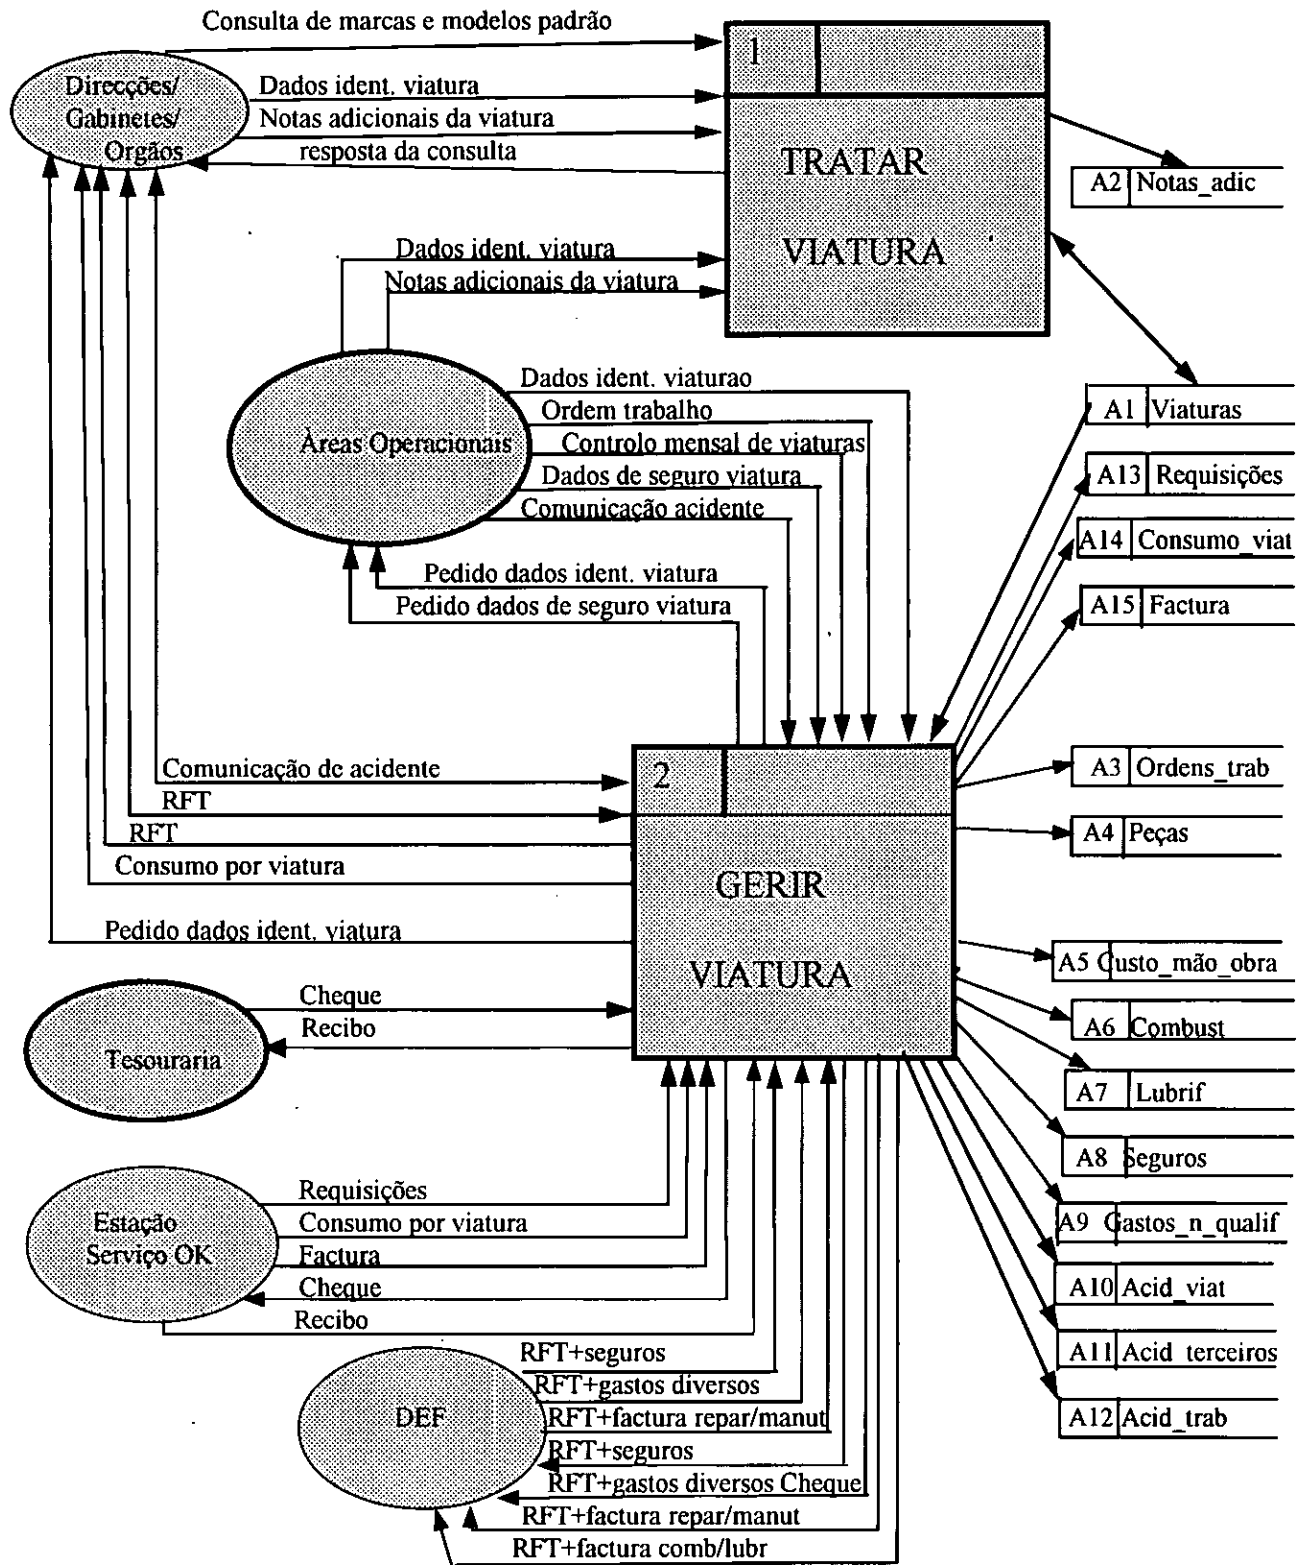 Consulta de marcas e modelos padrão
1
Direcções/
Gabinetes/
Orgãos
Dados ident. viatura
Notas adicionais da viatura
resposta da consulta
TRATAR
VIATURA
A2 Notas_adic
Dados ident. viatura
Notas adicionais da viatura
Àreas Operacionais
Dados ident. viaturao
Ordem trabalho
Controlo mensal de viaturas
Dados de seguro viatura
Comunicação acidente
Pedido dados ident. viatura
Pedido dados de seguro viatura
A1 Viaturas
A13 Requisições
A14 Consumo_viat
A15 Factura
Comunicação de acidente
RFT
RFT
Consumo por viatura
Pedido dados ident. viatura
2
GERIR
VIATURA
A3 Ordens_trab
A4 Peças
A5 Custo_mão_obra
A6 Combust
A7 Lubrif
A8 Seguros
A9 Gastos_n_qualif
A10 Acid_viat
A11 Acid_terceiros
A12 Acid_trab
Tesouraria
Cheque
Recibo
Estação
Serviço OK
Requisições
Consumo por viatura
Factura
Cheque
Recibo
DEF
RFT+seguros
RFT+gastos diversos
RFT+factura repar/manut
RFT+seguros
RFT+gastos diversos Cheque
RFT+factura repar/manut
RFT+factura comb/lubr